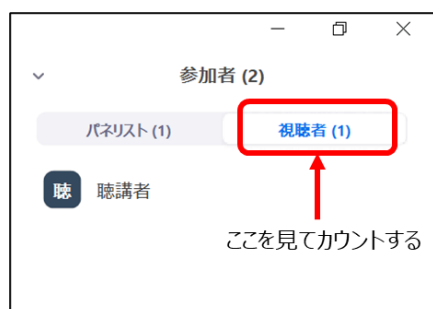 参加者 (2)
パネリスト (1)
視聴者 (1)
聴 聴講者
ここを見てカウントする